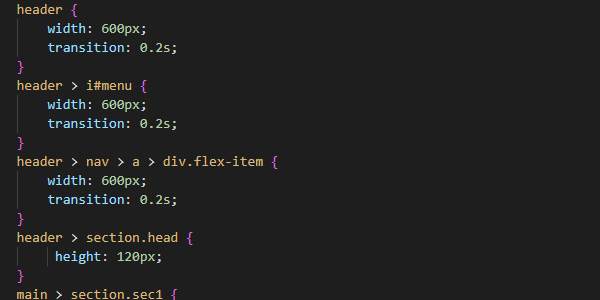 header {
    width: 600px;
    transition: 0.2s;
}
header > i#menu {
    width: 600px;
    transition: 0.2s;
}
header > nav > a > div.flex-item {
    width: 600px;
    transition: 0.2s;
}
header > section.head {
     height: 120px;
}
main > section.sec1 {